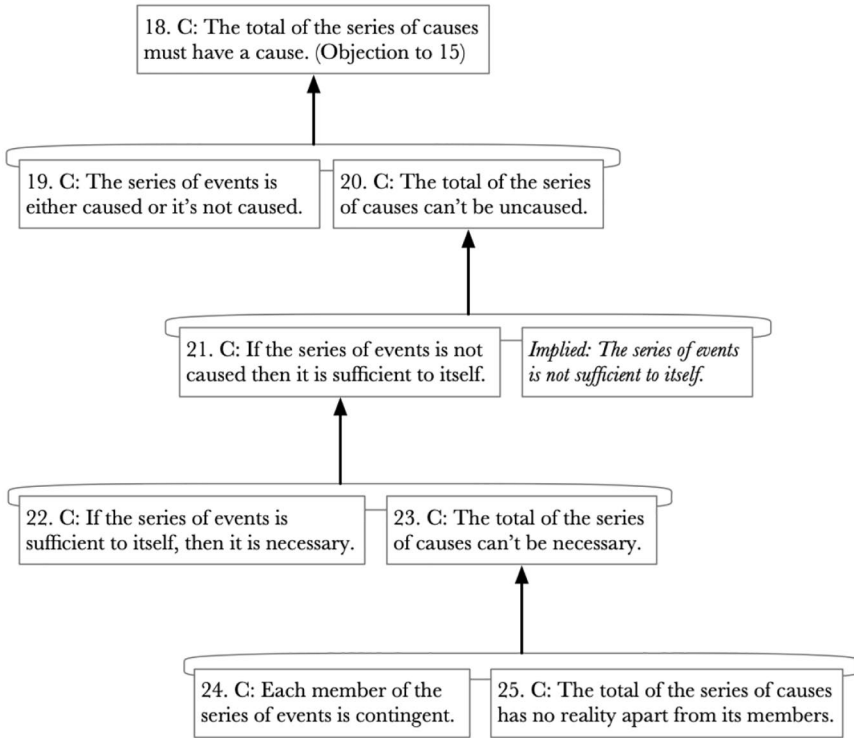 18. C: The total of the series of causes
must have a cause. (Objection to 15)
19. C: The series of events is
either caused or it's not caused.
20. C: The total of the series
of causes can't be uncaused.
21. C: If the series of events is not
caused then it is sufficient to itself.
Implied: The series of events
is not sufficient to itself.
22. C: If the series of events is
sufficient to itself, then it is necessary.
23. C: The total of the series
of causes can't be necessary.
24. C: Each member of the
series of events is contingent.
25. C: The total of the series of causes
has no reality apart from its members.